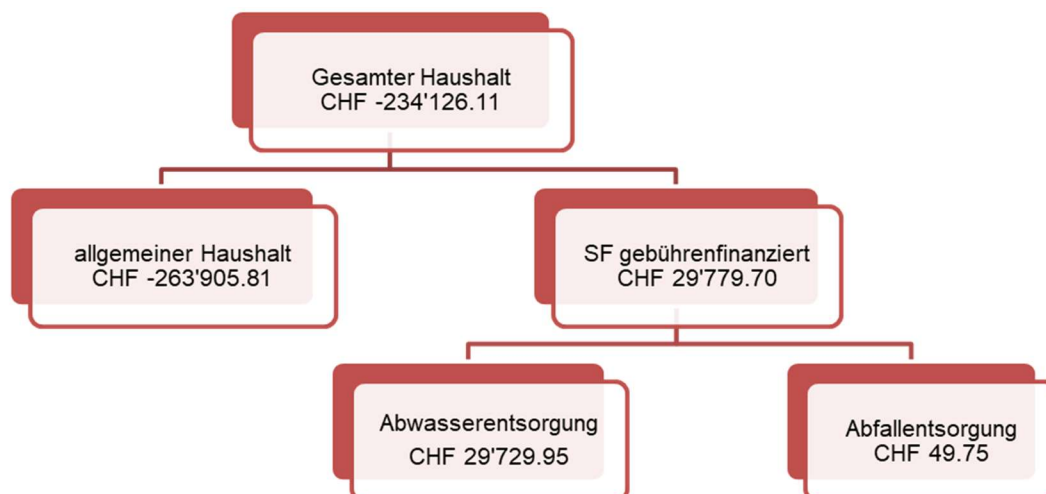 Gesamter Haushalt
CHF -234'126.11
allgemeiner Haushalt
CHF -263'905.81
SF gebührenfinanziert
CHF 29'779.70
Abwasserentsorgung
CHF 29'729.95
Abfallentsorgung
CHF 49.75